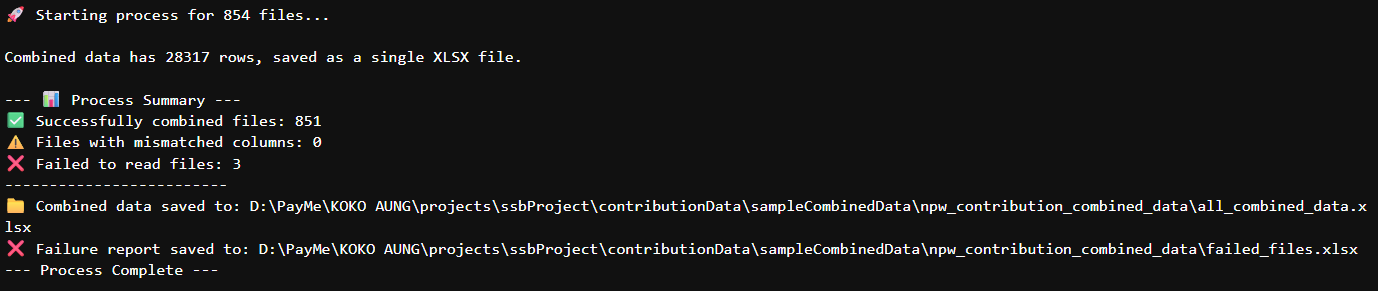 🚀 Starting process for 854 files...
Combined data has 28317 rows, saved as a single XLSX file.
--- 📊 Process Summary ---
✅ Successfully combined files: 851
⚠️ Files with mismatched columns: 0
❌ Failed to read files: 3
-------------------------
📁 Combined data saved to: D:\PayMe\KOKO AUNG\projects\ssbProject\contributionData\sampleCombinedData\npw_contribution_combined_data\all_combined_data.x
lsx
❌ Failure report saved to: D:\PayMe\KOKO AUNG\projects\ssbProject\contributionData\sampleCombinedData\npw_contribution_combined_data\failed_files.xlsx
--- Process Complete ---